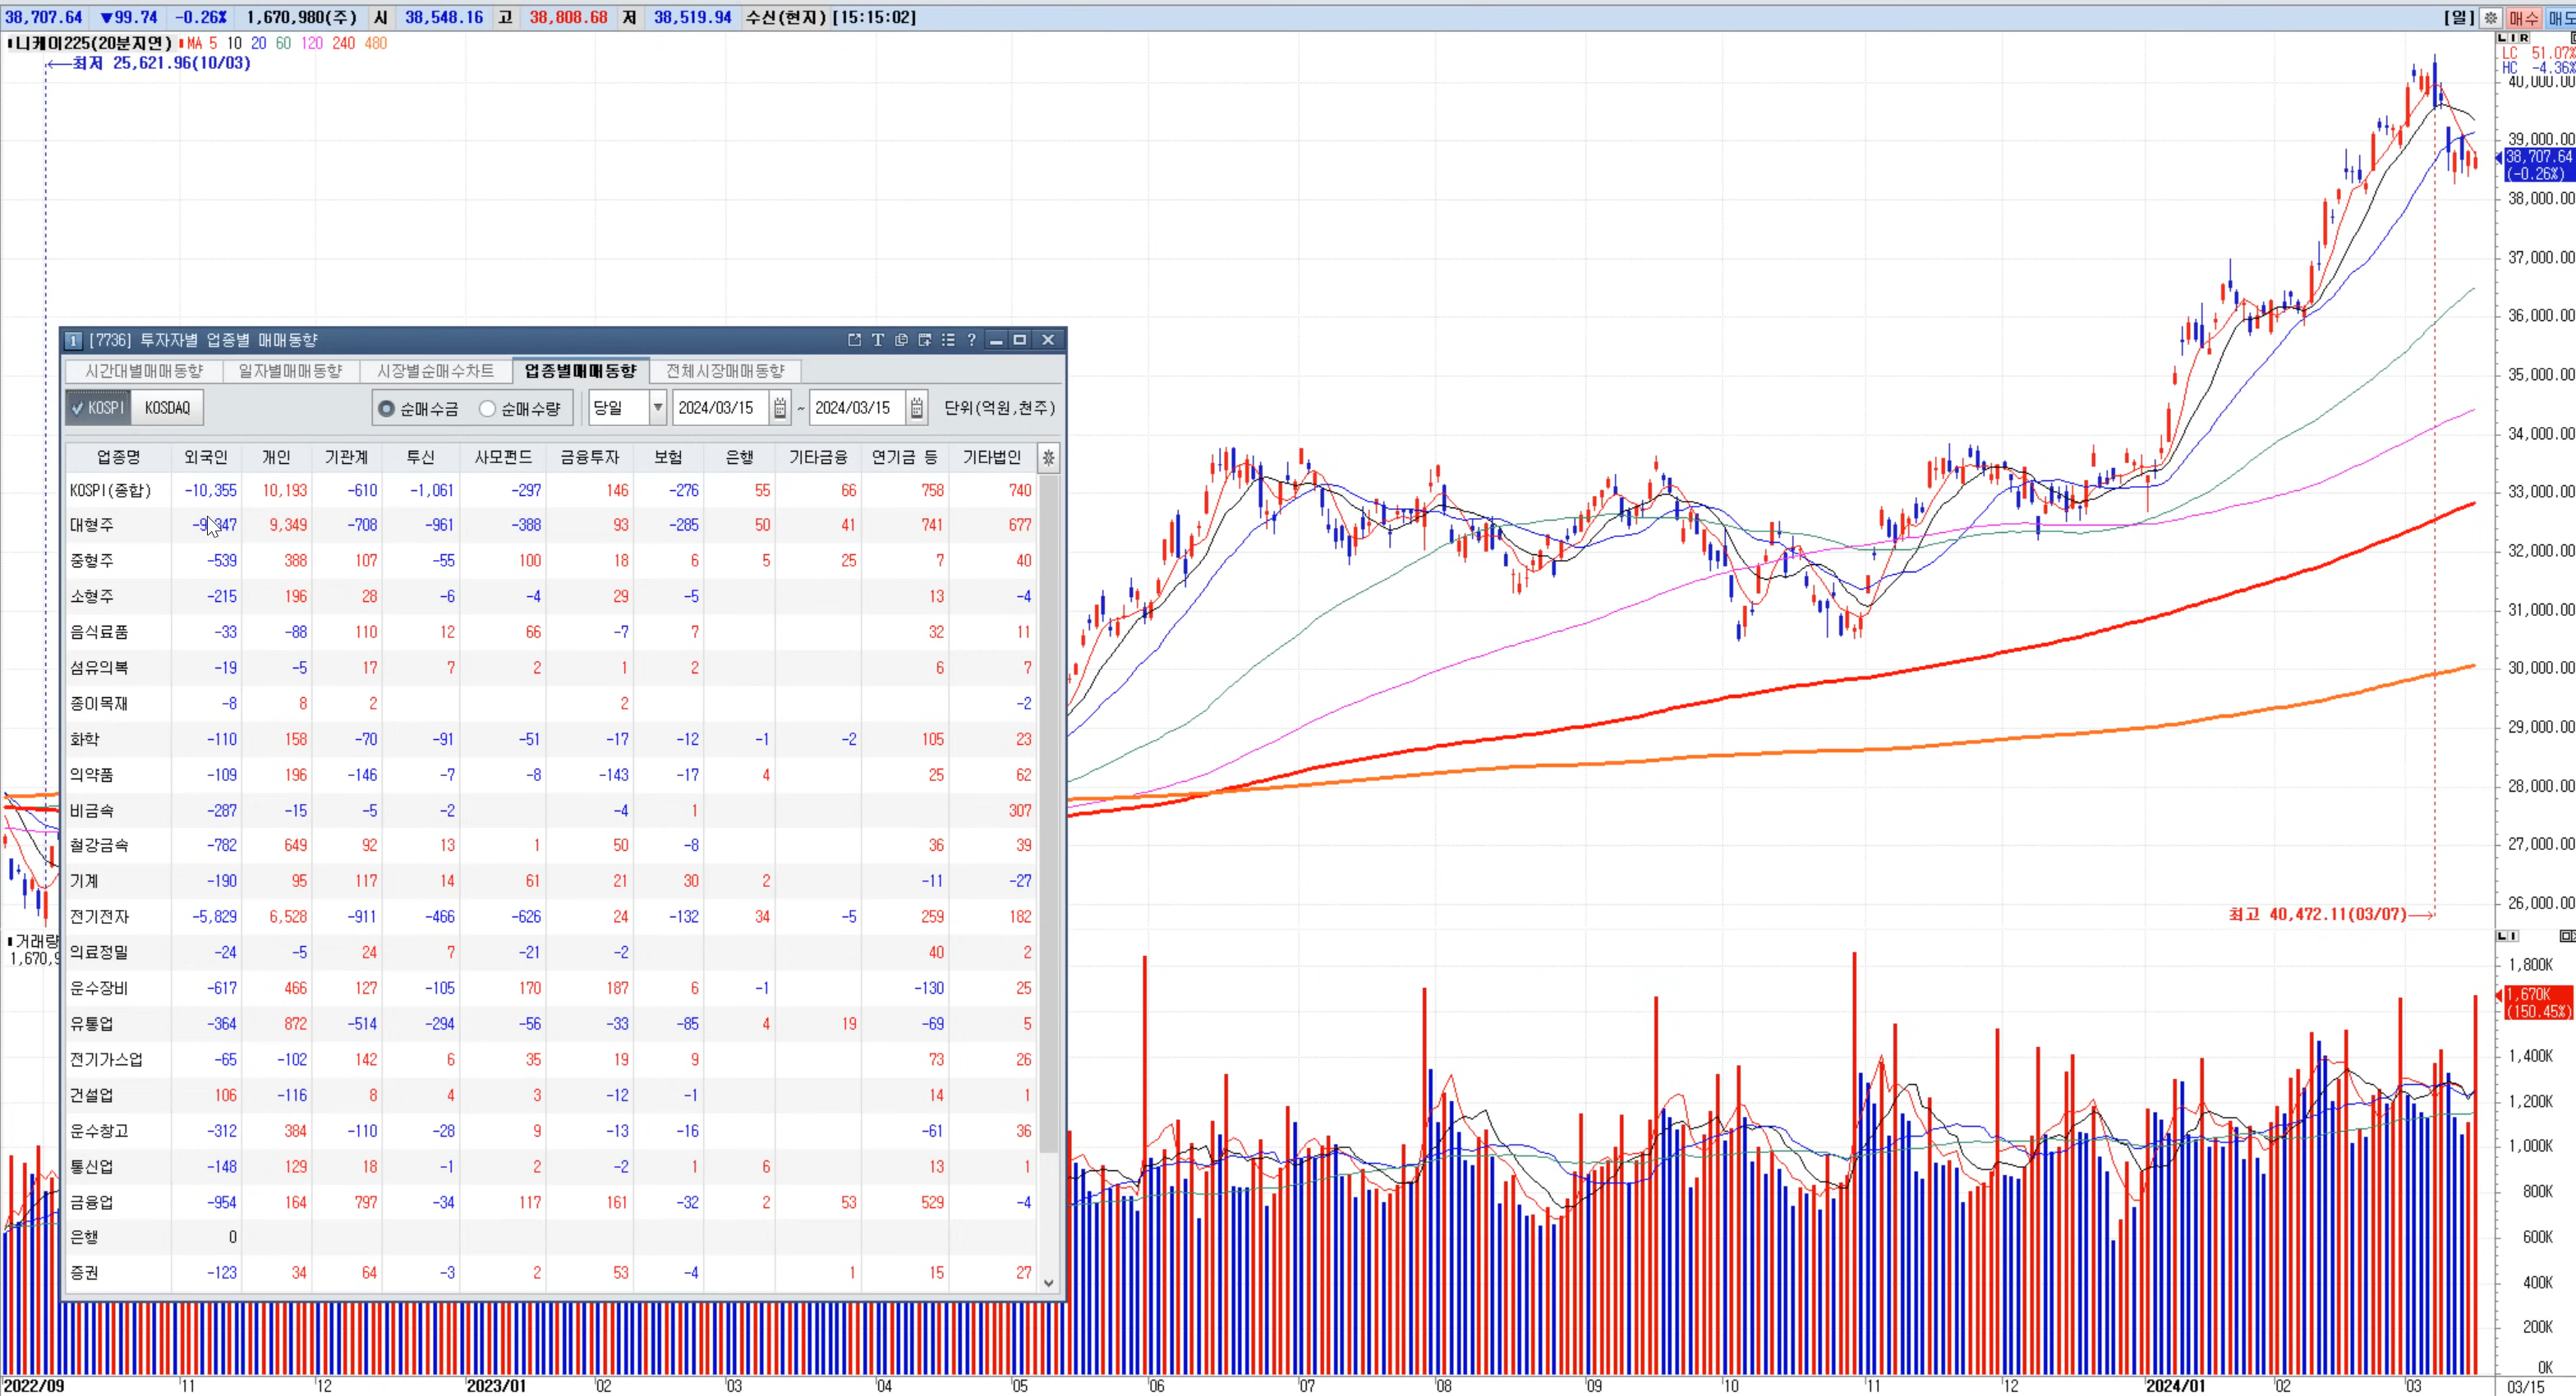 38,707.64 ▼99.74 -0.26% 1,670,980(주) 시 38,548.16 고 38,808.68 저 38,519.94 수신(현지) [15:15:02] [일] 매수 매도
니케이225(20분지연) MA 5 10 20 60 120 240 480
L I R
LC 51.07%
←최저 25,621.96(10/03)
HC -4.36%
40,000.00
39,000.00
38,707.64
(-0.26%)
38,000.00
37,000.00
36,000.00
35,000.00
34,000.00
33,000.00
32,000.00
31,000.00
30,000.00
29,000.00
28,000.00
27,000.00
26,000.00
최고 40,472.11(03/07)→
1 [7736] 투자자별 업종별 매매동향
시간대별매매동향 일자별매매동향 시장별순매수차트 업종별매매동향 전체시장매매동향
KOSPI KOSDAQ 순매수금 순매수량 당일 2024/03/15 ~ 2024/03/15 단위(억원,천주)
업종명 외국인 개인 기관계 투신 사모펀드 금융투자 보험 은행 기타금융 연기금 등 기타법인
KOSPI(종합) -10,355 10,193 -610 -1,061 -297 146 -276 55 66 758 740
대형주 9,349 -708 -961 -388 93 -285 50 41 741 677
중형주 -539 388 107 -55 100 18 6 5 25 7 40
소형주 -215 196 28 -6 -4 29 -5 13 -4
음식료품 -33 -88 110 12 66 -7 7 32 11
섬유의복 -19 -5 17 7 2 1 2 6 7
종이목재 -8 8 2 2 -2
화학 -110 158 -70 -91 -51 -17 -12 -1 -2 105 23
의약품 -109 196 -146 -7 -8 -143 -17 4 25 62
비금속 -287 -15 -5 -2 -4 1 307
철강금속 -782 649 92 13 1 50 -8 36 39
기계 -190 95 117 14 61 21 30 2 -11 -27
전기전자 -5,829 6,528 -911 -466 -626 24 -132 34 -5 259 182
의료정밀 -24 -5 24 7 -21 -2 40 2
운수장비 -617 466 127 -105 170 187 6 -1 -130 25
유통업 -364 872 -514 -294 -56 -33 -85 4 19 -69 5
전기가스업 -65 -102 142 6 35 19 9 73 26
건설업 106 -116 8 4 3 -12 -1 14 1
운수창고 -312 384 -110 -28 9 -13 -16 -61 36
통신업 -148 129 18 -1 2 -2 1 6 13 1
금융업 -954 164 797 -34 117 161 -32 2 53 529 -4
은행 0
증권 -123 34 64 -3 2 53 -4 1 15 27
거래량
L I
1,800K
1,670K
(150.45%)
1,400K
1,200K
1,000K
800K
600K
400K
200K
0K
2022/09 11 12 2023/01 02 03 04 05 06 07 08 09 10 11 12 2024/01 02 03 03/15